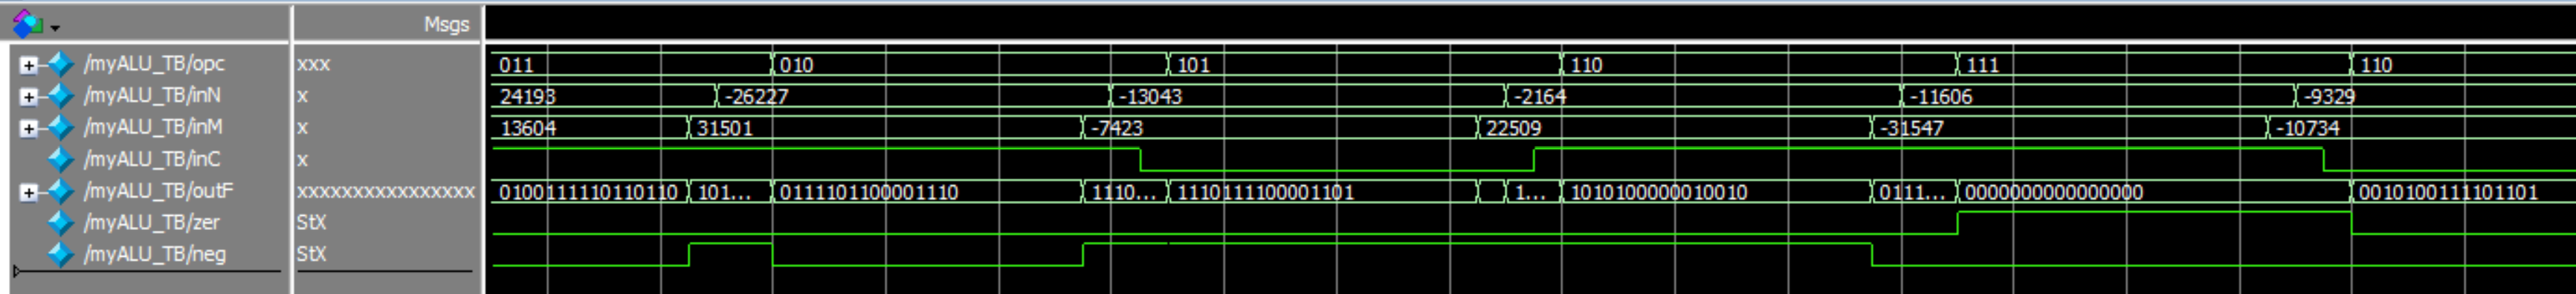 Msgs
/myALU_TB/opc xxx 011 010 101 110 111 110
/myALU_TB/inN x 24193 -26227 -13043 -2164 -11606 -9329
/myALU_TB/inM x 13604 31501 -7423 22509 -31547 -10734
/myALU_TB/inC x
/myALU_TB/outF xxxxxxxxxxxxxxxx 0100111110110110 101... 0111101100001110 1110... 1110111100001101 1... 1010100000010010 0111... 0000000000000000 0010100111101101
/myALU_TB/zer StX
/myALU_TB/neg StX